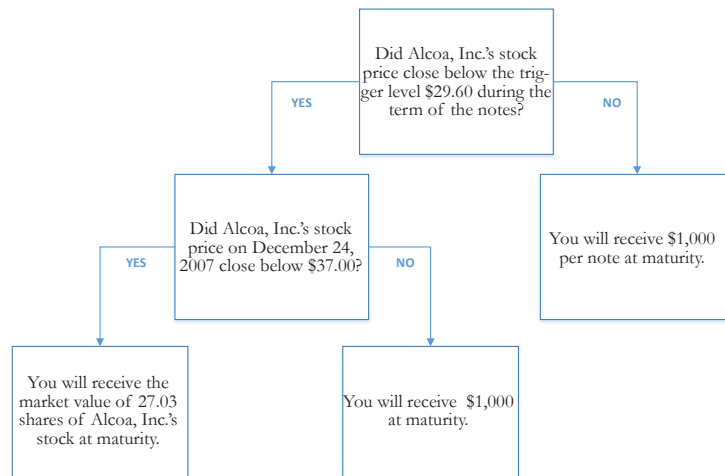 Did Alcoa, Inc.'s stock
price close below the trig-
ger level $29.60 during the
term of the notes?
YES
NO
Did Alcoa, Inc.'s stock
price on December 24,
2007 close below $37.00?
You will receive $1,000
per note at maturity.
YES
NO
You will receive the
market value of 27.03
shares of Alcoa, Inc.'s
stock at maturity.
You will receive $1,000
at maturity.